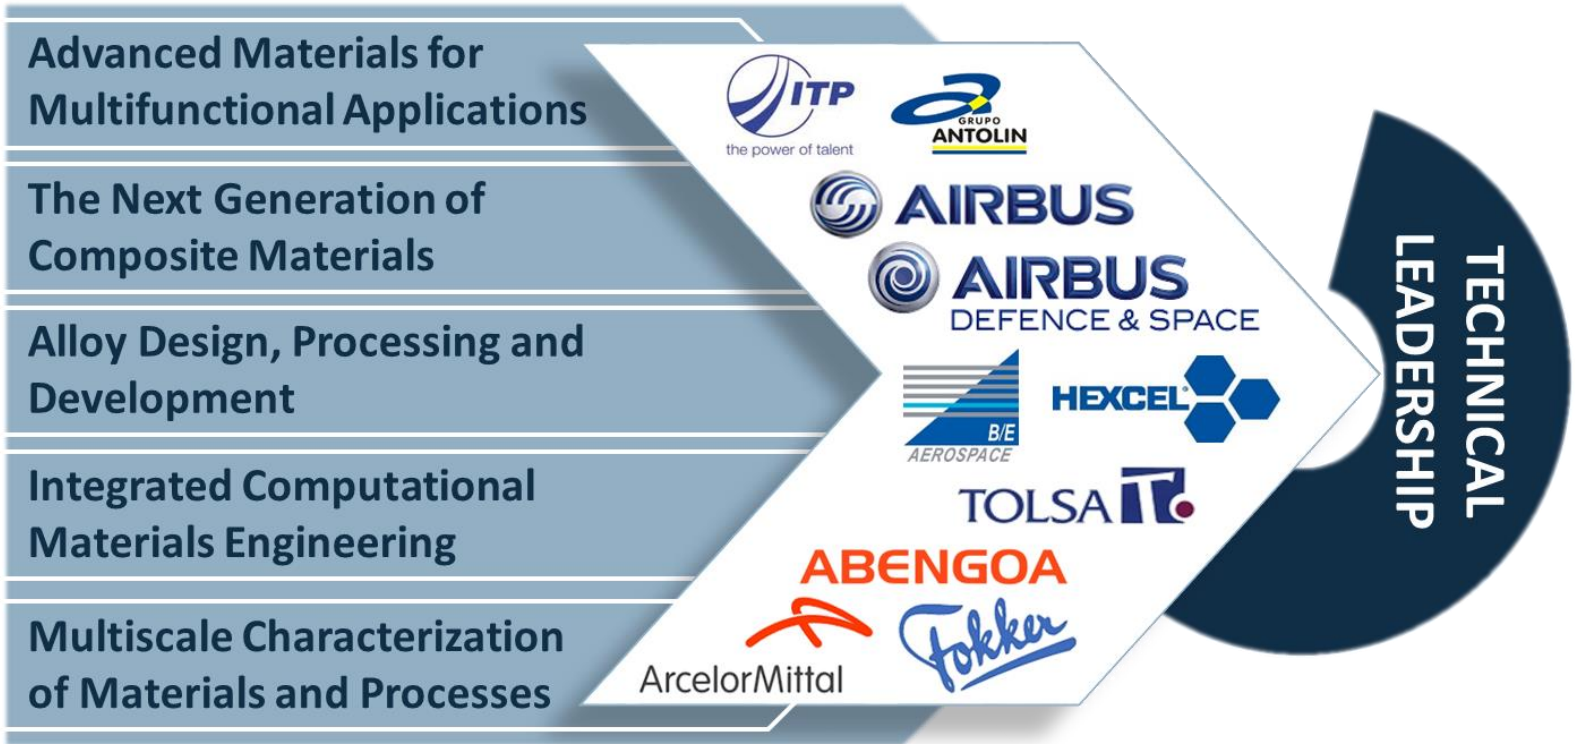 Advanced Materials for
Multifunctional Applications
The Next Generation of
Composite Materials
Alloy Design, Processing and
Development
Integrated Computational
Materials Engineering
Multiscale Characterization
of Materials and Processes
ITP
the power of talent
GRUPO
ANTOLIN
AIRBUS
AIRBUS
DEFENCE & SPACE
B/E
AEROSPACE
HEXCEL
TOLSA
ABENGOA
ArcelorMittal
Fokker
TECHNICAL
LEADERSHIP